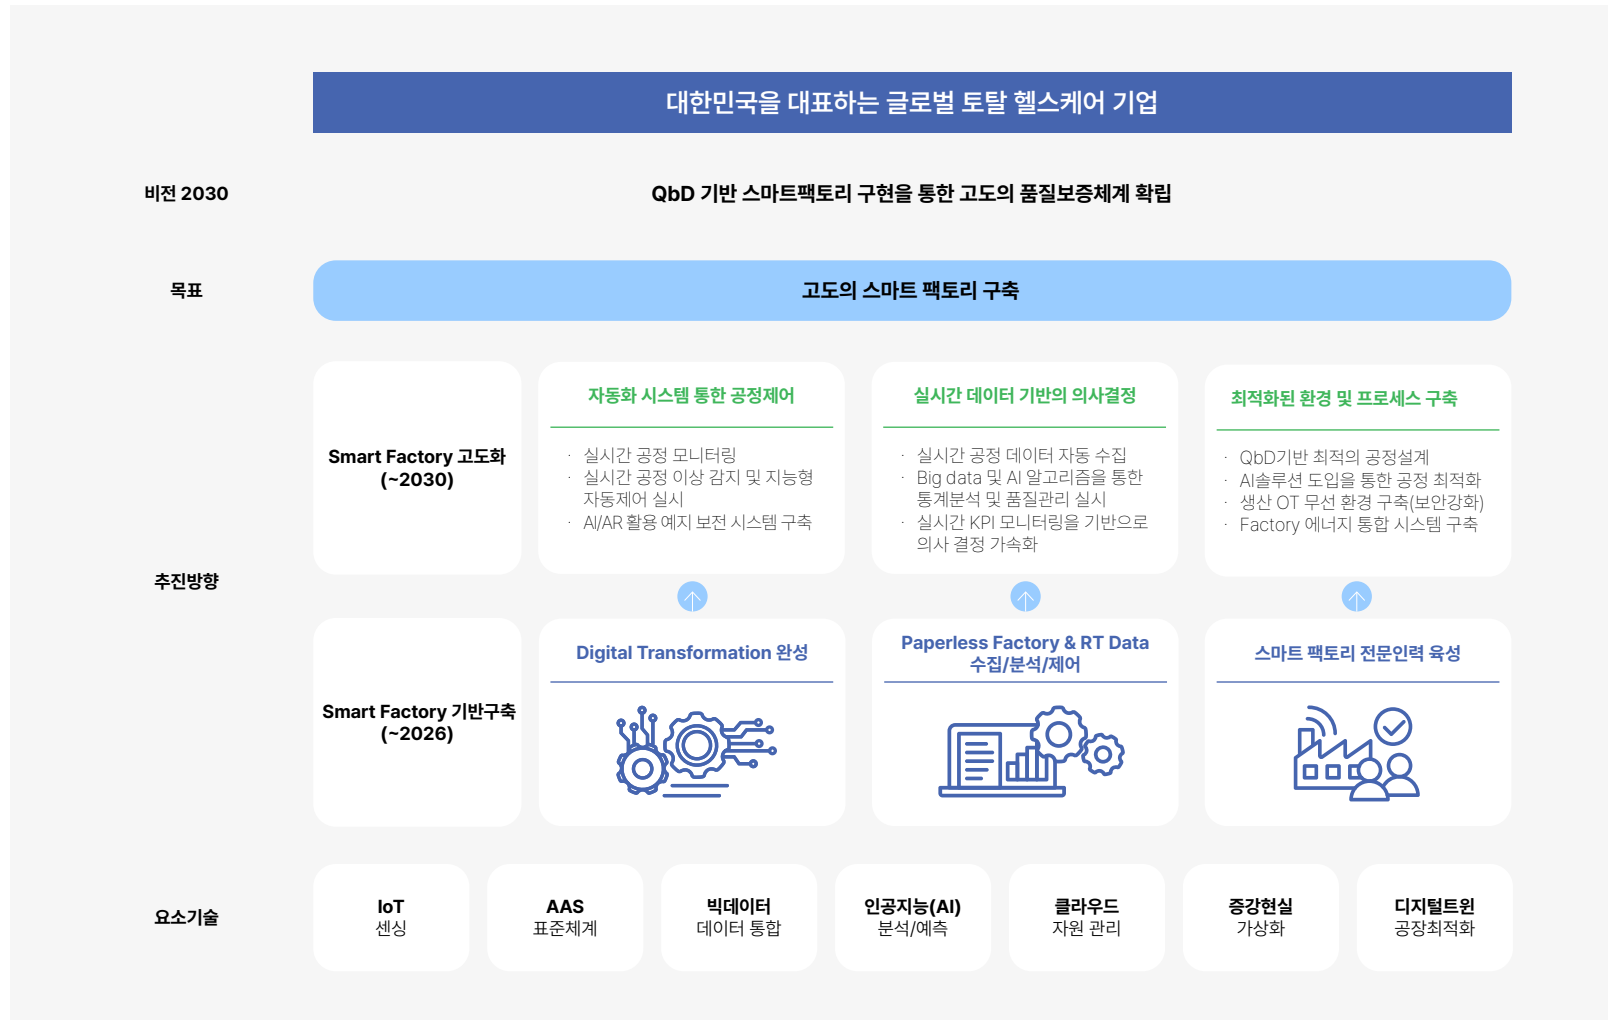 대한민국을 대표하는 글로벌 토탈 헬스케어 기업
비전 2030
QbD 기반 스마트팩토리 구현을 통한 고도의 품질보증체계 확립
목표
고도의 스마트 팩토리 구축
추진방향
Smart Factory 고도화
(~2030)
자동화 시스템 통한 공정제어
· 실시간 공정 모니터링
· 실시간 공정 이상 감지 및 지능형
자동제어 실시
· AI/AR 활용 예지 보전 시스템 구축
실시간 데이터 기반의 의사결정
· 실시간 공정 데이터 자동 수집
· Big data 및 AI 알고리즘을 통한
통계분석 및 품질관리 실시
· 실시간 KPI 모니터링을 기반으로
의사 결정 가속화
최적화된 환경 및 프로세스 구축
· QbD기반 최적의 공정설계
· AI솔루션 도입을 통한 공정 최적화
· 생산 OT 무선 환경 구축(보안강화)
· Factory 에너지 통합 시스템 구축
Smart Factory 기반구축
(~2026)
Digital Transformation 완성
Paperless Factory & RT Data
수집/분석/제어
스마트 팩토리 전문인력 육성
요소기술
IoT
센싱
AAS
표준체계
빅데이터
데이터 통합
인공지능(AI)
분석/예측
클라우드
자원 관리
증강현실
가상화
디지털트윈
공장최적화